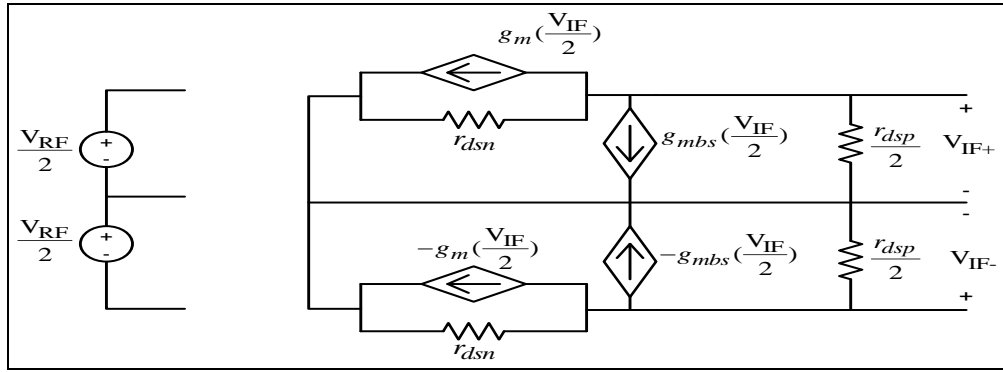 g_m(V_IF/2)
r_dsn
V_RF/2
+
-
g_mbs(V_IF/2)
r_dsp/2
+
V_IF+
-
V_RF/2
+
-
-g_m(V_IF/2)
r_dsn
-g_mbs(V_IF/2)
r_dsp/2
-
V_IF-
+